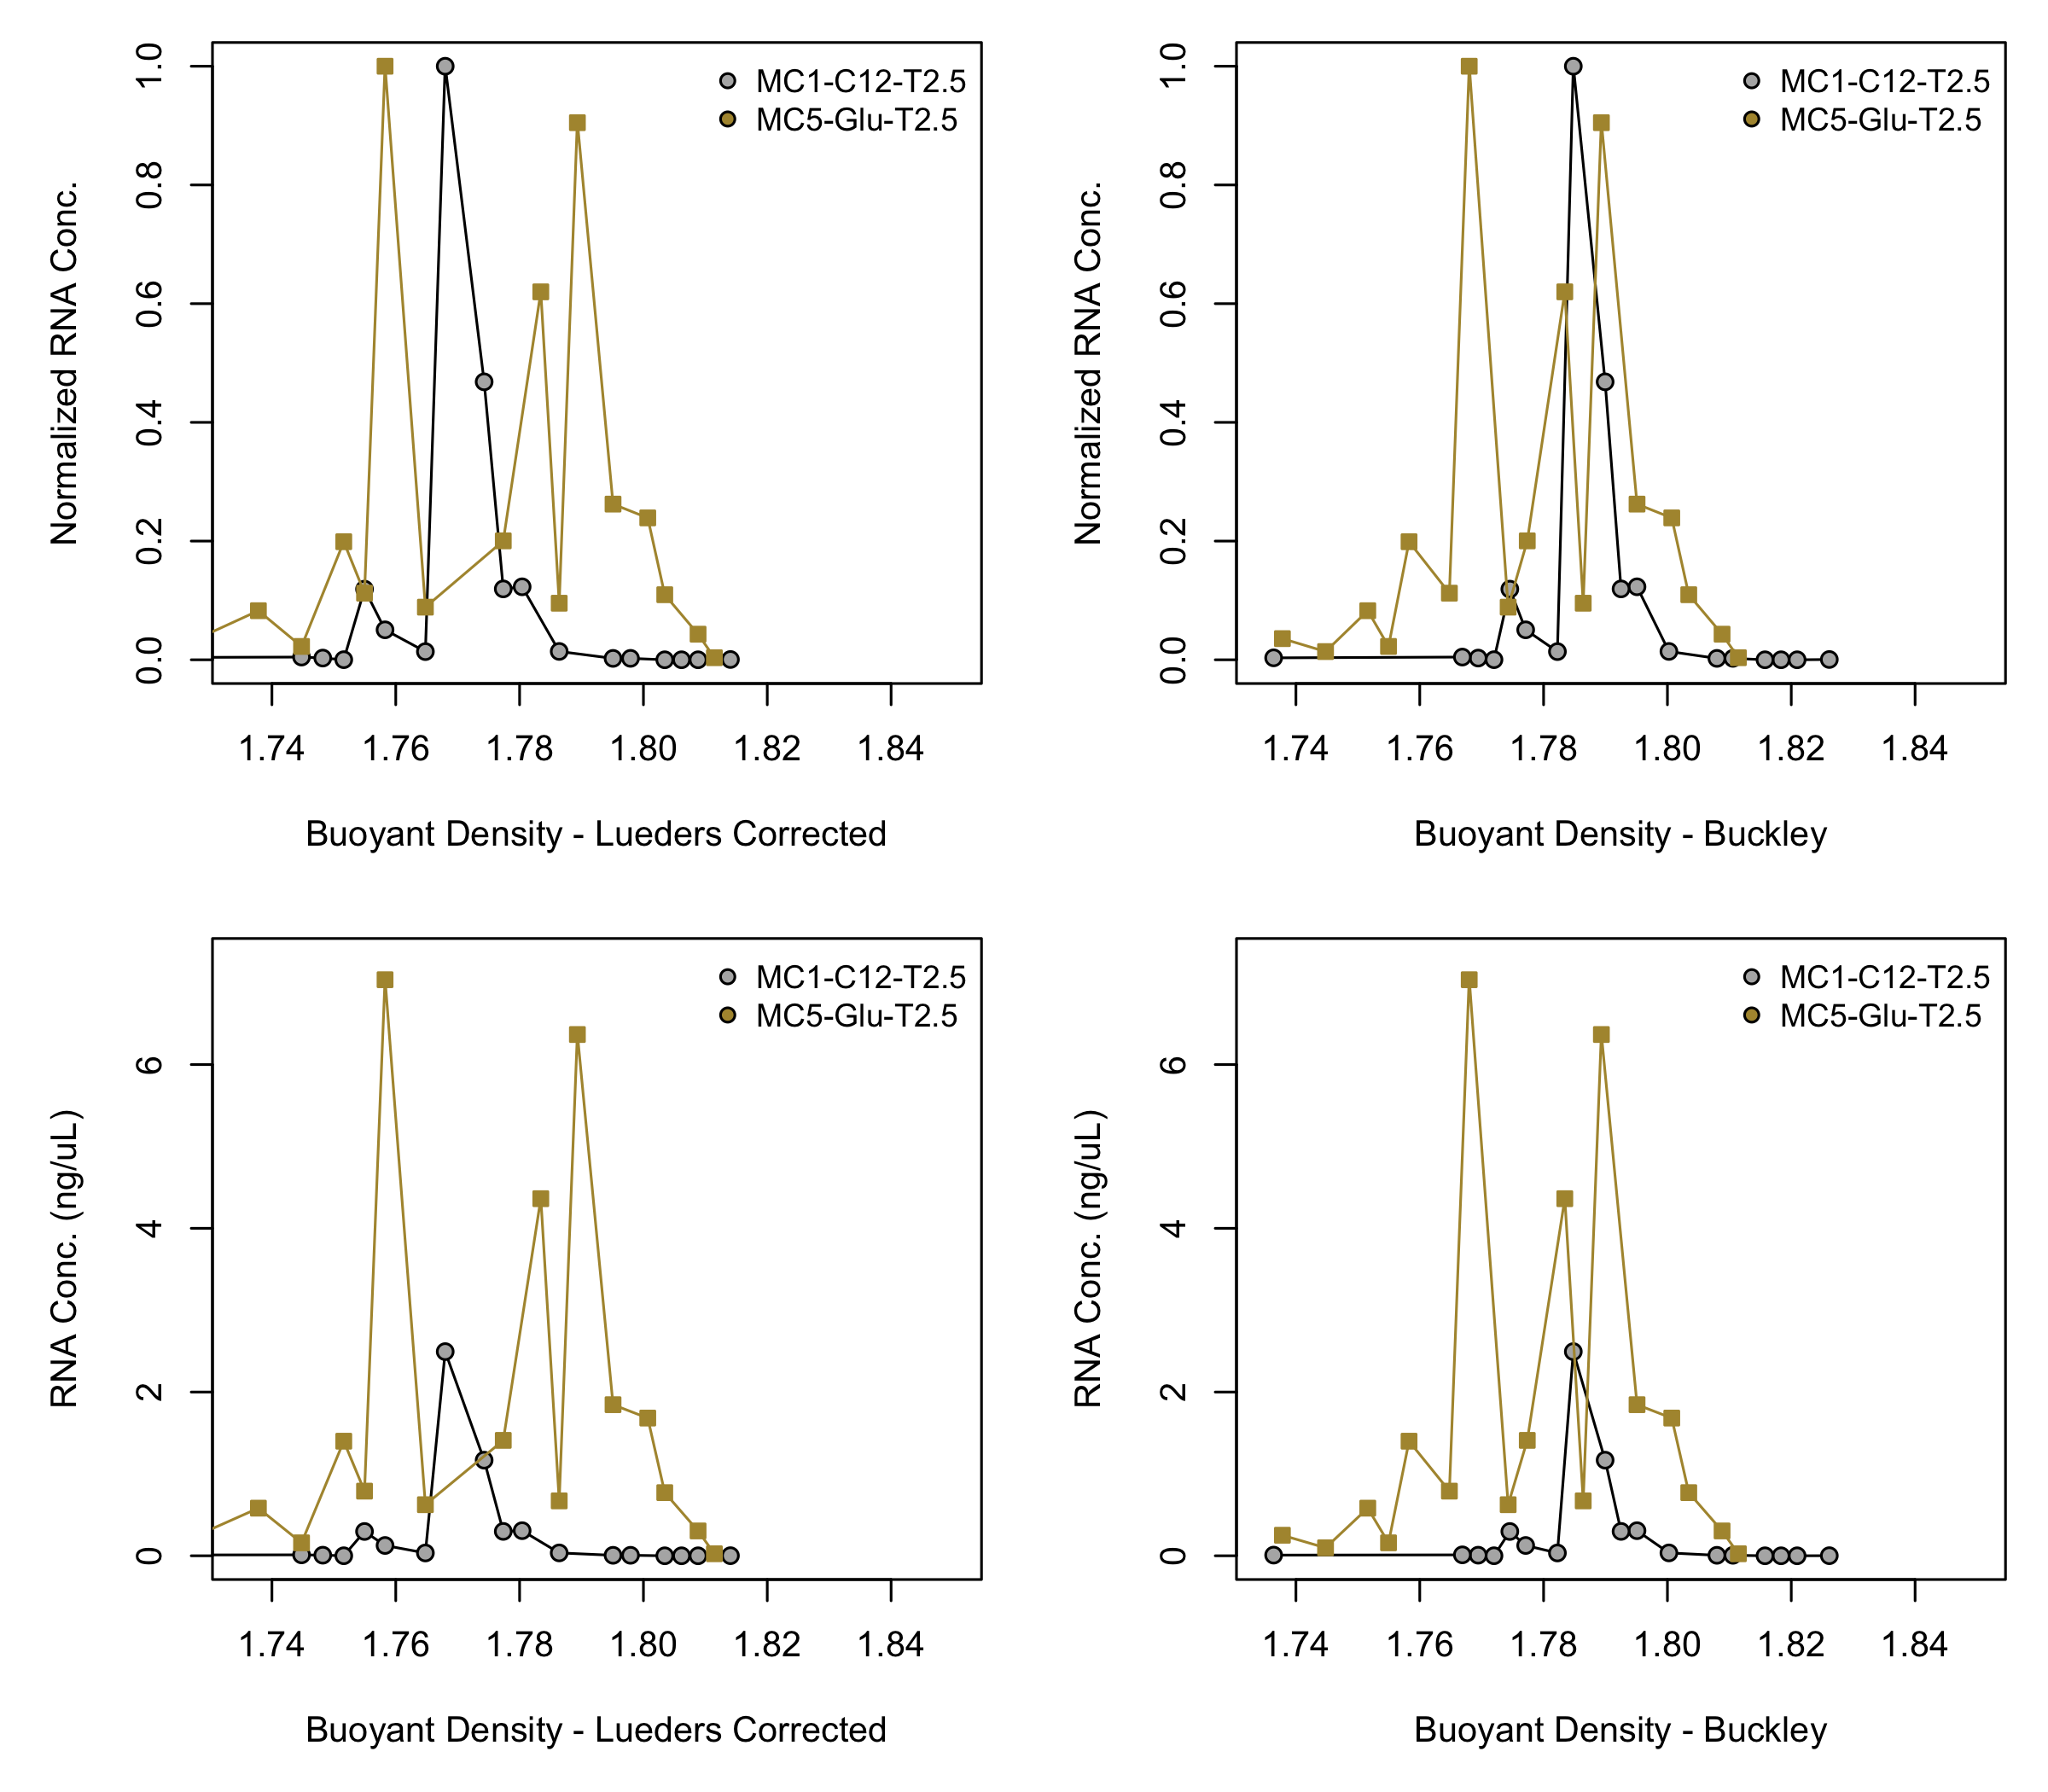 Normalized RNA Conc.
1.0
0.8
0.6
0.4
0.2
0.0
MC1-C12-T2.5
MC5-Glu-T2.5
1.74 1.76 1.78 1.80 1.82 1.84
Buoyant Density - Lueders Corrected
Normalized RNA Conc.
1.0
0.8
0.6
0.4
0.2
0.0
MC1-C12-T2.5
MC5-Glu-T2.5
1.74 1.76 1.78 1.80 1.82 1.84
Buoyant Density - Buckley
RNA Conc. (ng/uL)
6
4
2
0
MC1-C12-T2.5
MC5-Glu-T2.5
1.74 1.76 1.78 1.80 1.82 1.84
Buoyant Density - Lueders Corrected
RNA Conc. (ng/uL)
6
4
2
0
MC1-C12-T2.5
MC5-Glu-T2.5
1.74 1.76 1.78 1.80 1.82 1.84
Buoyant Density - Buckley